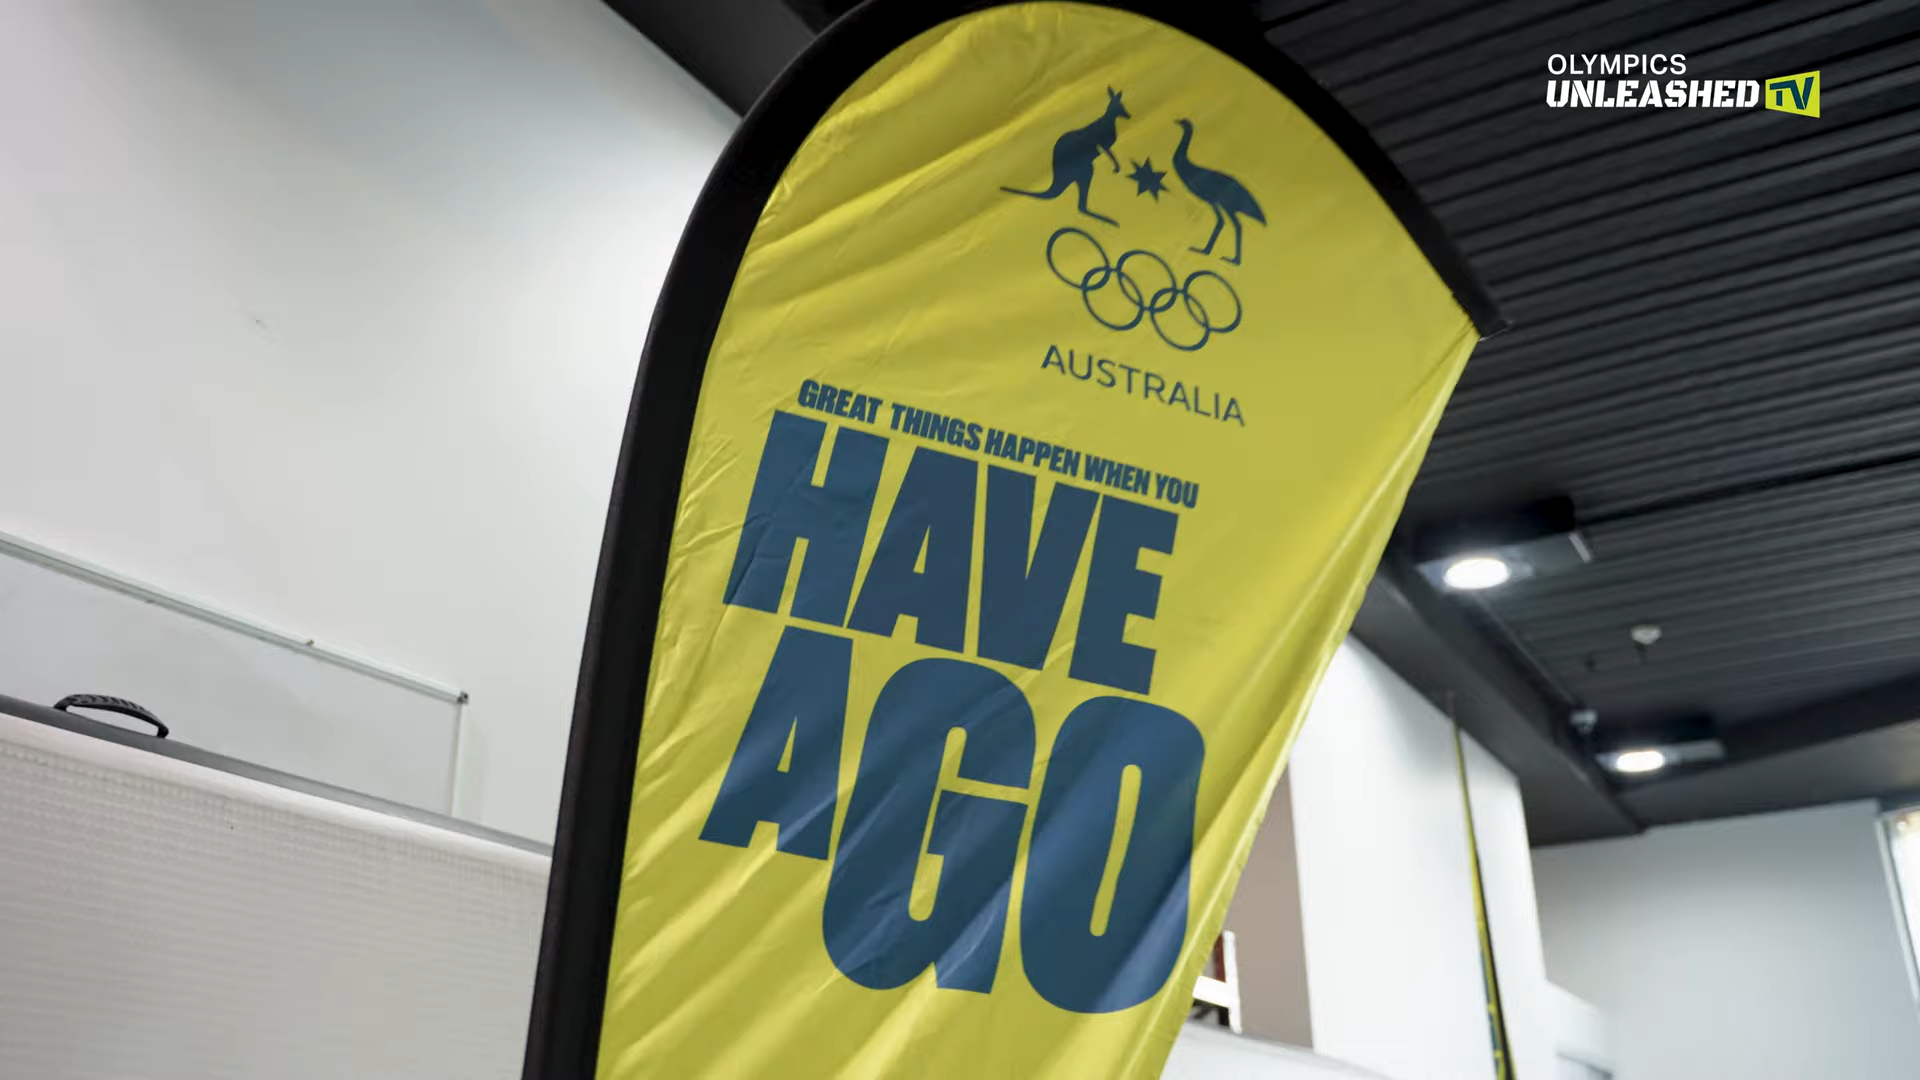 OLYMPICS
UNLEASHED TV
AUSTRALIA
GREAT THINGS HAPPEN WHEN YOU
HAVE
A GO